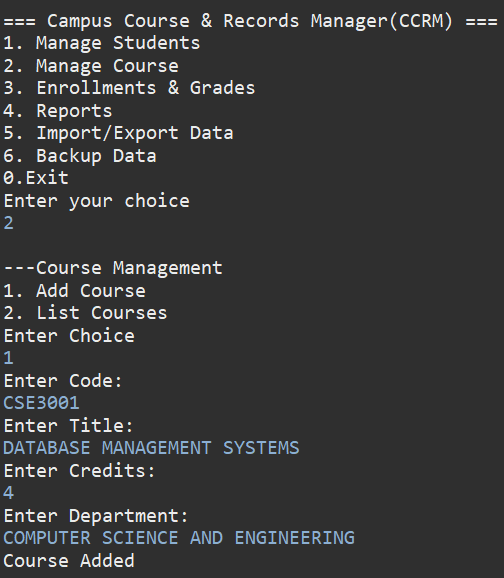 === Campus Course & Records Manager(CCRM) ===
1. Manage Students
2. Manage Course
3. Enrollments & Grades
4. Reports
5. Import/Export Data
6. Backup Data
0.Exit
Enter your choice
2

---Course Management
1. Add Course
2. List Courses
Enter Choice
1
Enter Code:
CSE3001
Enter Title:
DATABASE MANAGEMENT SYSTEMS
Enter Credits:
4
Enter Department:
COMPUTER SCIENCE AND ENGINEERING
Course Added